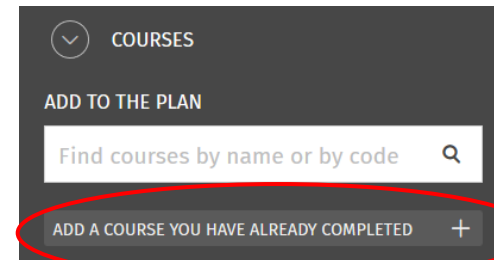 COURSES
ADD TO THE PLAN
Find courses by name or by code
ADD A COURSE YOU HAVE ALREADY COMPLETED +